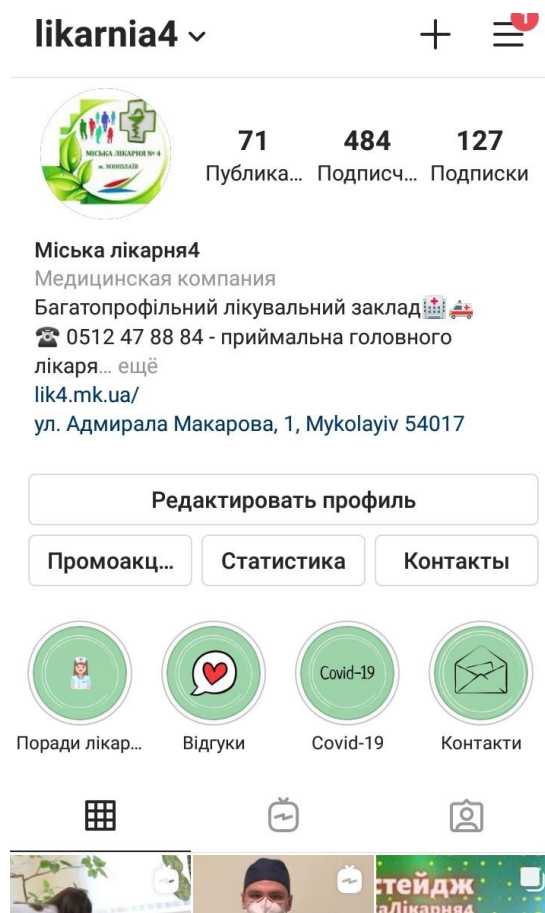 likarnia4
1
МІСЬКА ЛІКАРНЯ № 4
м. МИКОЛАЇВ
71 484 127
Публика... Подписч... Подписки
Міська лікарня4
Медицинская компания
Багатопрофільний лікувальний заклад
0512 47 88 84 - приймальна головного
лікаря... ещё
lik4.mk.ua/
ул. Адмирала Макарова, 1, Mykolayiv 54017
Редактировать профиль
Промоакц... Статистика Контакты
Covid-19
Поради лікар... Відгуки Covid-19 Контакти
стейдж
аЛікарня4